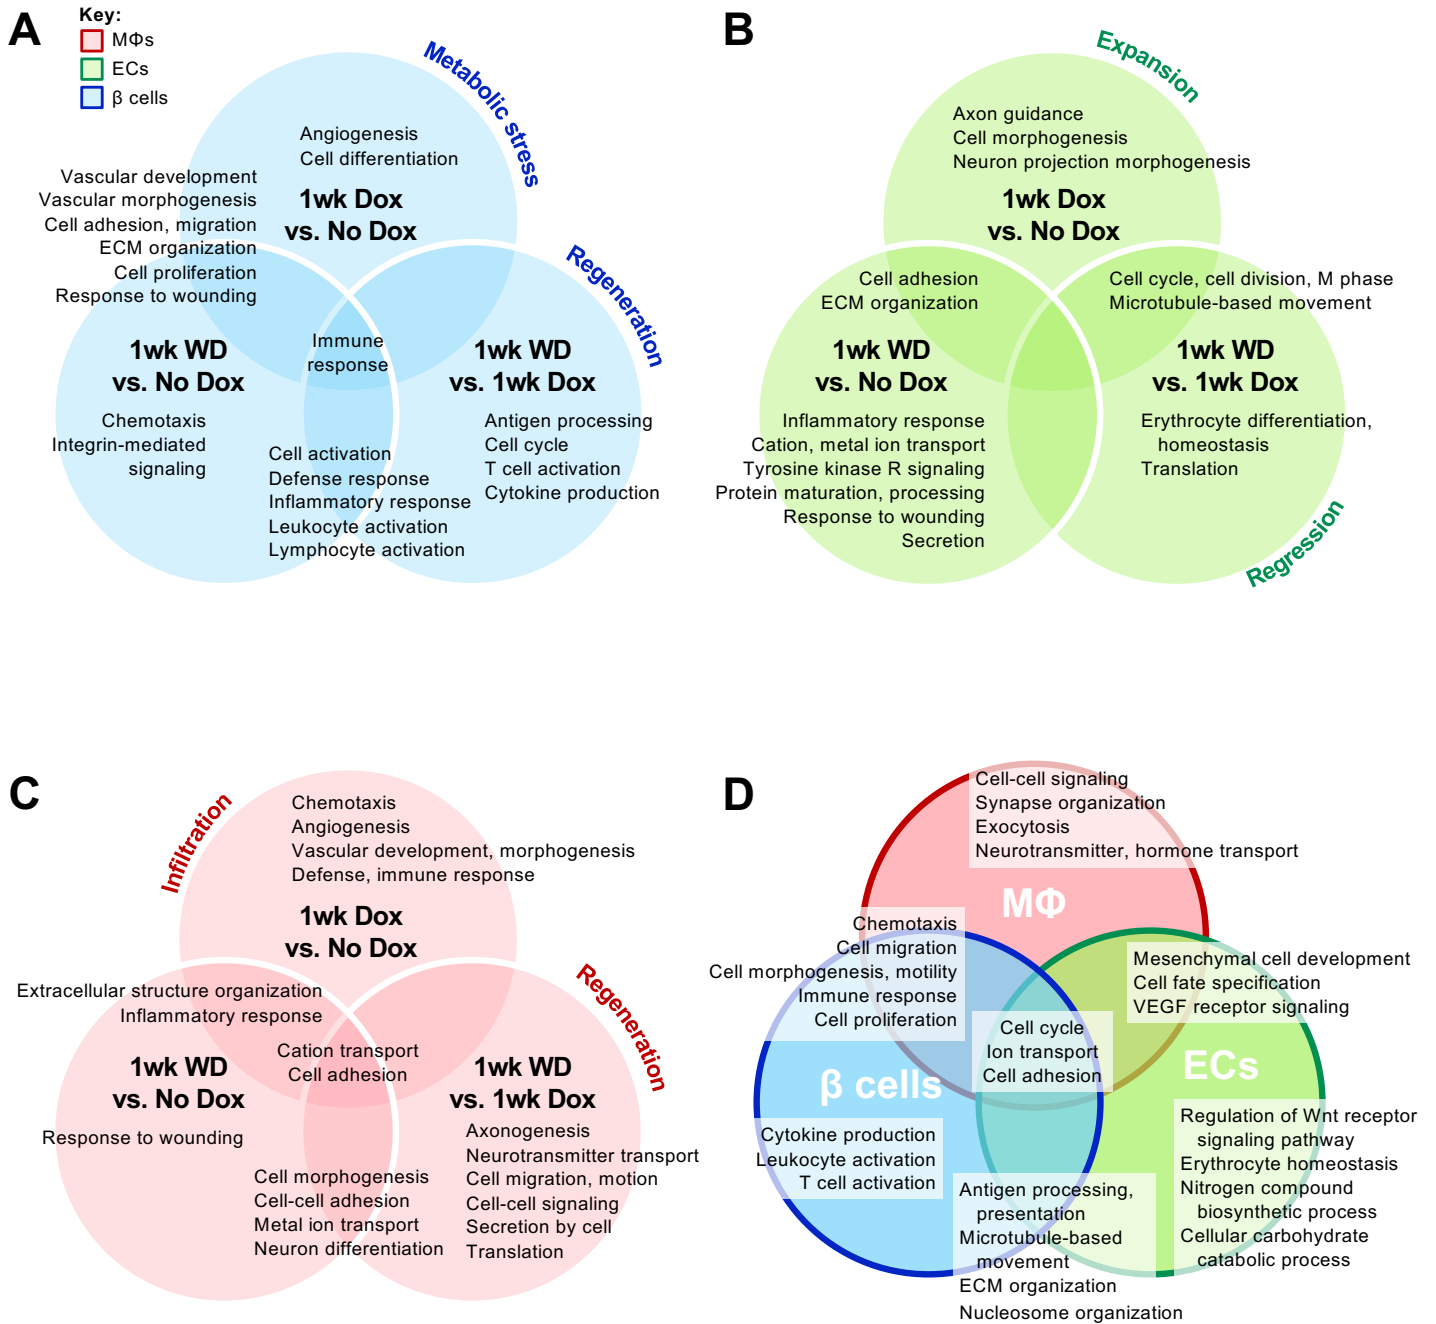 A
Key:
MΦs
ECs
β cells
Metabolic stress
Angiogenesis
Cell differentiation
1wk Dox
vs. No Dox
Vascular development
Vascular morphogenesis
Cell adhesion, migration
ECM organization
Cell proliferation
Response to wounding
Regeneration
Immune
response
1wk WD
vs. No Dox
1wk WD
vs. 1wk Dox
Chemotaxis
Integrin-mediated
signaling
Cell activation
Defense response
Inflammatory response
Leukocyte activation
Lymphocyte activation
Antigen processing
Cell cycle
T cell activation
Cytokine production
B
Expansion
Axon guidance
Cell morphogenesis
Neuron projection morphogenesis
1wk Dox
vs. No Dox
Cell adhesion
ECM organization
Cell cycle, cell division, M phase
Microtubule-based movement
1wk WD
vs. No Dox
1wk WD
vs. 1wk Dox
Inflammatory response
Cation, metal ion transport
Tyrosine kinase R signaling
Protein maturation, processing
Response to wounding
Secretion
Erythrocyte differentiation,
homeostasis
Translation
Regression
C
Infiltration
Chemotaxis
Angiogenesis
Vascular development, morphogenesis
Defense, immune response
1wk Dox
vs. No Dox
Extracellular structure organization
Inflammatory response
Regeneration
Cation transport
Cell adhesion
1wk WD
vs. No Dox
1wk WD
vs. 1wk Dox
Response to wounding
Cell morphogenesis
Cell-cell adhesion
Metal ion transport
Neuron differentiation
Axonogenesis
Neurotransmitter transport
Cell migration, motion
Cell-cell signaling
Secretion by cell
Translation
D
Cell-cell signaling
Synapse organization
Exocytosis
Neurotransmitter, hormone transport
MΦ
Chemotaxis
Cell migration
Cell morphogenesis, motility
Immune response
Cell proliferation
Mesenchymal cell development
Cell fate specification
VEGF receptor signaling
Cell cycle
Ion transport
Cell adhesion
β cells
ECs
Cytokine production
Leukocyte activation
T cell activation
Antigen processing,
presentation
Microtubule-based
movement
ECM organization
Nucleosome organization
Regulation of Wnt receptor
signaling pathway
Erythrocyte homeostasis
Nitrogen compound
biosynthetic process
Cellular carbohydrate
catabolic process